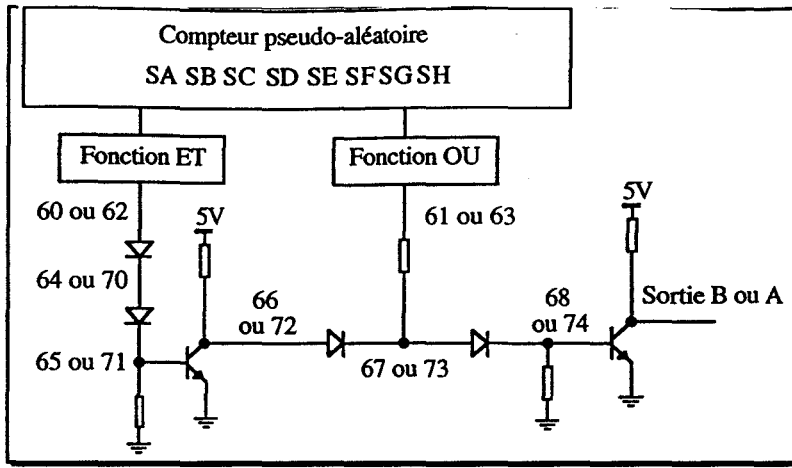 Compteur pseudo-aléatoire
SA SB SC SD SE SF SG SH
Fonction ET
Fonction OU
60 ou 62
5V
61 ou 63
5V
64 ou 70
66
ou 72
68
ou 74
Sortie B ou A
65 ou 71
67 ou 73